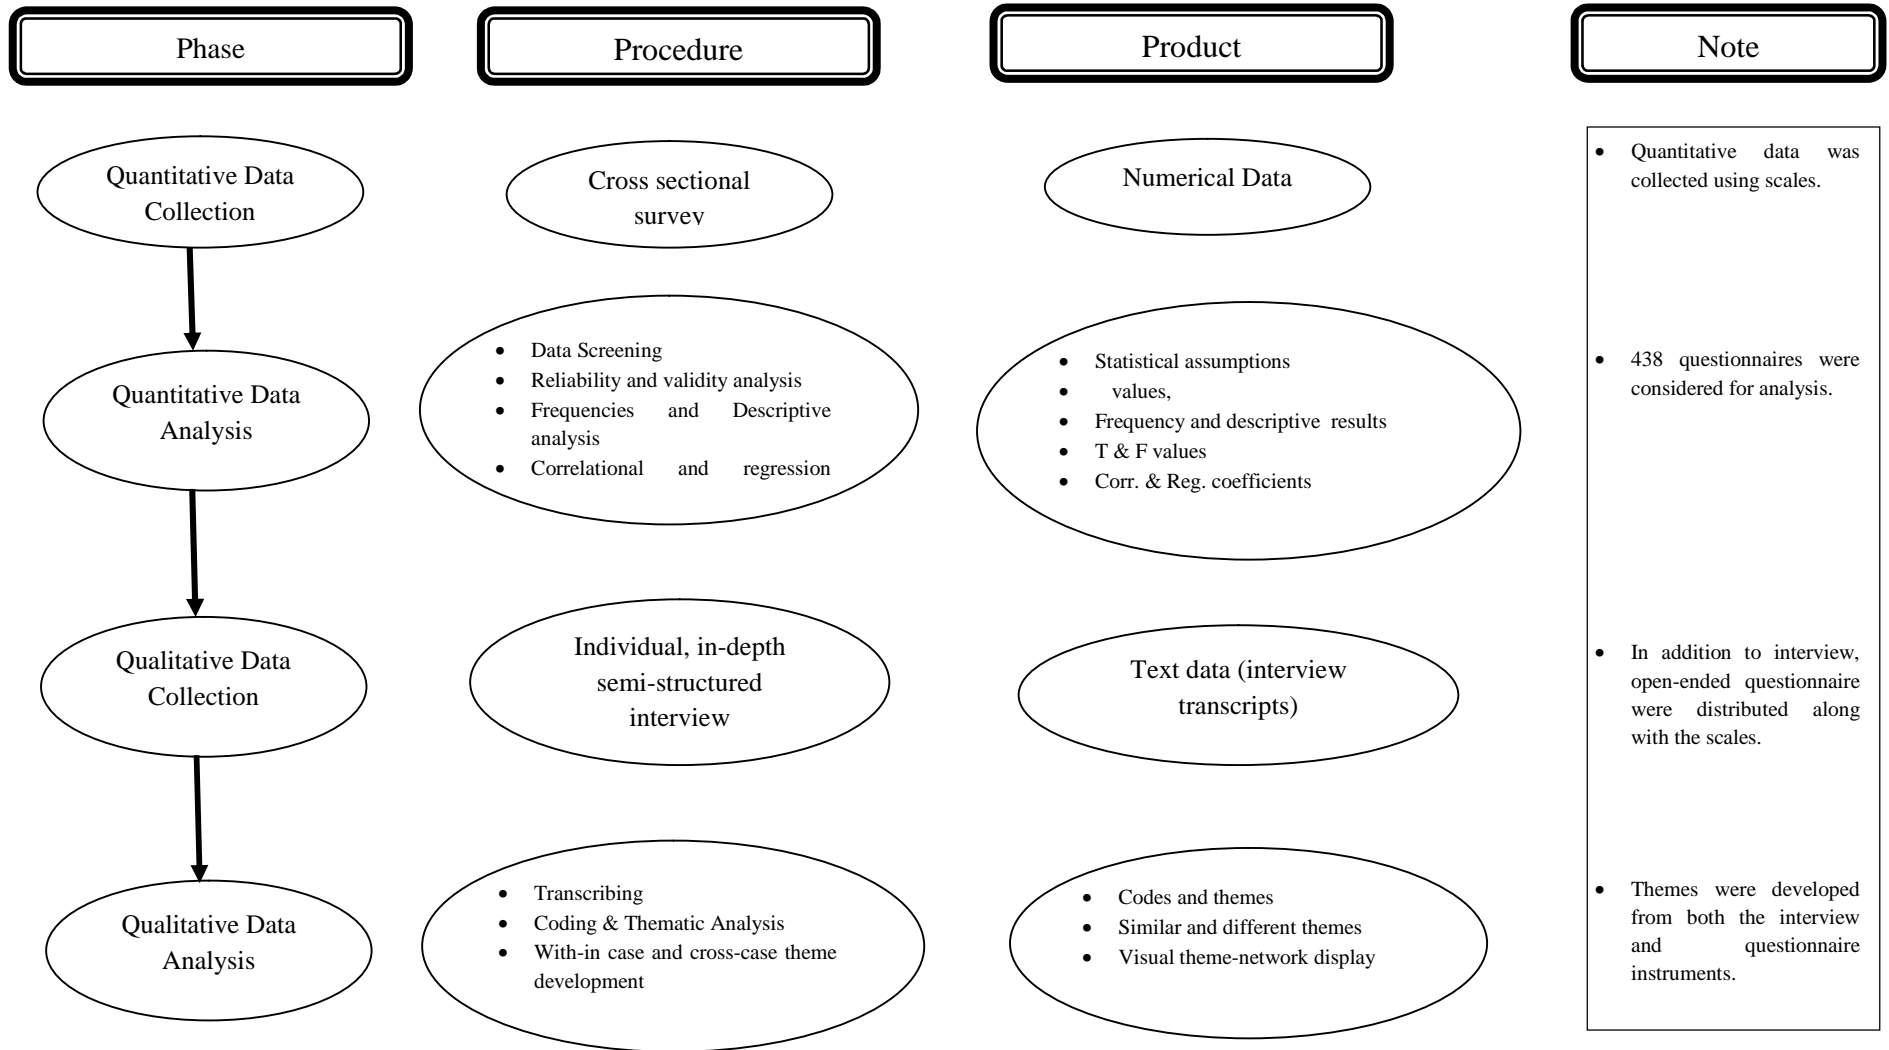 Phase
Procedure
Product
Note
Quantitative Data
Collection
Cross sectional
survey
Numerical Data
• Quantitative data was
collected using scales.
Quantitative Data
Analysis
• Data Screening
• Reliability and validity analysis
• Frequencies and Descriptive
analysis
• Correlational and regression
• Statistical assumptions
• values,
• Frequency and descriptive results
• T & F values
• Corr. & Reg. coefficients
• 438 questionnaires were
considered for analysis.
Qualitative Data
Collection
Individual, in-depth
semi-structured
interview
Text data (interview
transcripts)
• In addition to interview,
open-ended questionnaire
were distributed along
with the scales.
Qualitative Data
Analysis
• Transcribing
• Coding & Thematic Analysis
• With-in case and cross-case theme
development
• Codes and themes
• Similar and different themes
• Visual theme-network display
• Themes were developed
from both the interview
and questionnaire
instruments.